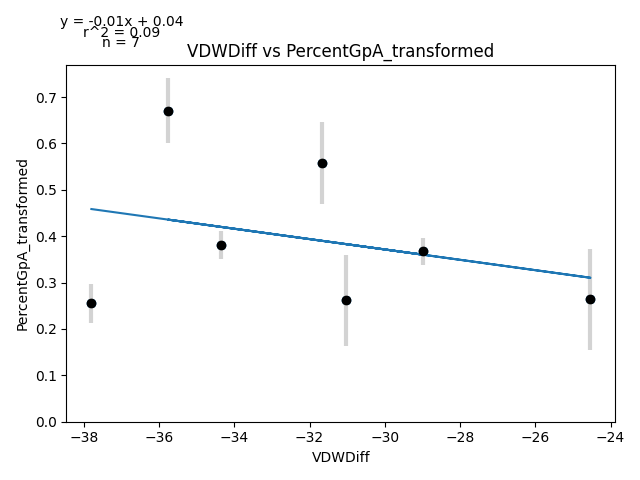 y = -0.01x + 0.04
r^2 = 0.09
n = 7
VDWDiff vs PercentGpA_transformed
PercentGpA_transformed
0.7
0.6
0.5
0.4
0.3
0.2
0.1
0.0
−38 −36 −34 −32 −30 −28 −26 −24
VDWDiff